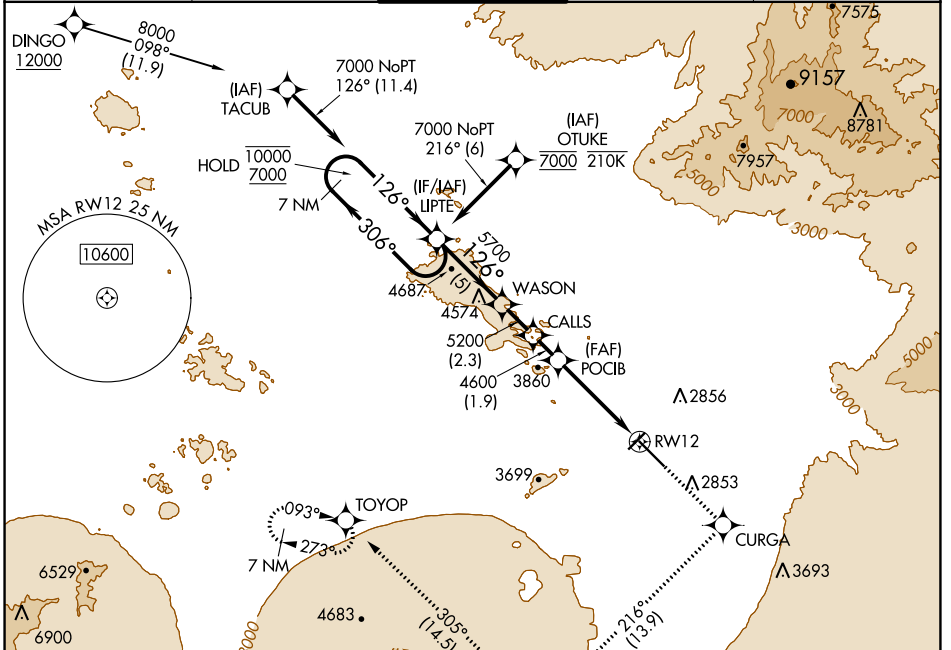 DINGO
12000
8000
098°
(11.9)
(IAF)
TACUB
7000 NoPT
126° (11.4)
7000 NoPT
216° (6)
(IAF)
OTUKE
7000 210K
7575
9157
7000
8781
7957
5000
3000
HOLD
10000
7000
7 NM
126°
306°
(IF/IAF)
LIPTE
5700
126°
(5)
4687
4574
WASON
MSA RW12 25 NM
10600
5200
(2.3)
CALLS
4600
(1.9)
3860
(FAF)
POCIB
2856
5000
3000
RW12
2853
3699
CURGA
TOYOP
093°
273°
7 NM
3693
6529
6900
4683
305°
(14.5)
216°
(13.9)